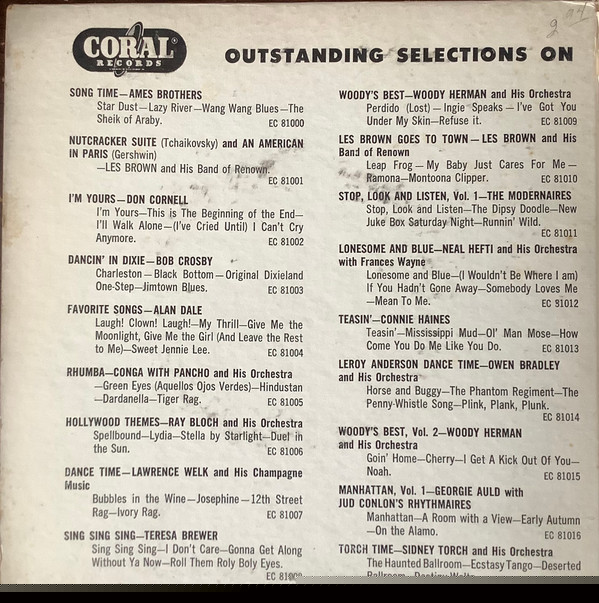 CORAL
RECORDS
OUTSTANDING SELECTIONS ON
SONG TIME—AMES BROTHERS
Star Dust—Lazy River—Wang Wang Blues—The
Sheik of Araby. EC 81000
NUTCRACKER SUITE (Tchaikovsky) and AN AMERICAN
IN PARIS (Gershwin)
—LES BROWN and His Band of Renown.
EC 81001
I'M YOURS—DON CORNELL
I'm Yours—This is The Beginning of the End—
I'll Walk Alone—(I've Cried Until) I Can't Cry
Anymore. EC 81002
DANCIN' IN DIXIE—BOB CROSBY
Charleston—Black Bottom—Original Dixieland
One-Step—Jimtown Blues. EC 81003
FAVORITE SONGS—ALAN DALE
Laugh! Clown! Laugh!—My Thrill—Give Me the
Moonlight, Give Me the Girl (And Leave the Rest
to Me)—Sweet Jennie Lee. EC 81004
RHUMBA—CONGA WITH PANCHO and His Orchestra
—Green Eyes (Aquellos Ojos Verdes)—Hindustan
—Dardanella—Tiger Rag. EC 81005
HOLLYWOOD THEMES—RAY BLOCH and His Orchestra
Spellbound—Lydia—Stella by Starlight—Duel in
the Sun. EC 81006
DANCE TIME—LAWRENCE WELK and His Champagne
Music
Bubbles in the Wine—Josephine—12th Street
Rag—Ivory Rag. EC 81007
SING SING SING—TERESA BREWER
Sing Sing Sing—I Don't Care—Gonna Get Along
Without Ya Now—Roll Them Roly Boly Eyes.
WOODY'S BEST—WOODY HERMAN and His Orchestra
Perdido (Lost)—Ingie Speaks—I've Got You
Under My Skin—Refuse it. EC 81009
LES BROWN GOES TO TOWN—LES BROWN and His
Band of Renown
Leap Frog—My Baby Just Cares For Me—
Ramona—Montoona Clipper. EC 81010
STOP, LOOK AND LISTEN, Vol. 1—THE MODERNAIRES
Stop, Look and Listen—The Dipsy Doodle—New
Juke Box Saturday Night—Runnin' Wild.
EC 81011
LONESOME AND BLUE—NEAL HEFTI and His Orchestra
with Frances Wayne
Lonesome and Blue—(I Wouldn't Be Where I am)
If You Hadn't Gone Away—Somebody Loves Me
—Mean To Me. EC 81012
TEASIN'—CONNIE HAINES
Teasin'—Mississippi Mud—Ol' Man Mose—How
Come You Do Me Like You Do. EC 81013
LEROY ANDERSON DANCE TIME—OWEN BRADLEY
and His Orchestra
Horse and Buggy—The Phantom Regiment—The
Penny-Whistle Song—Plink, Plank, Plunk.
EC 81014
WOODY'S BEST, Vol. 2—WOODY HERMAN
and His Orchestra
Goin' Home—Cherry—I Get A Kick Out Of You—
Noah. EC 81015
MANHATTAN, Vol. 1—GEORGIE AULD with
JUD CONLON'S RHYTHMAIRES
Manhattan—A Room with a View—Early Autumn
—On the Alamo. EC 81016
TORCH TIME—SIDNEY TORCH and His Orchestra
The Haunted Ballroom—Ecstasy Tango—Deserted
Ballroom—Destiny Waltz